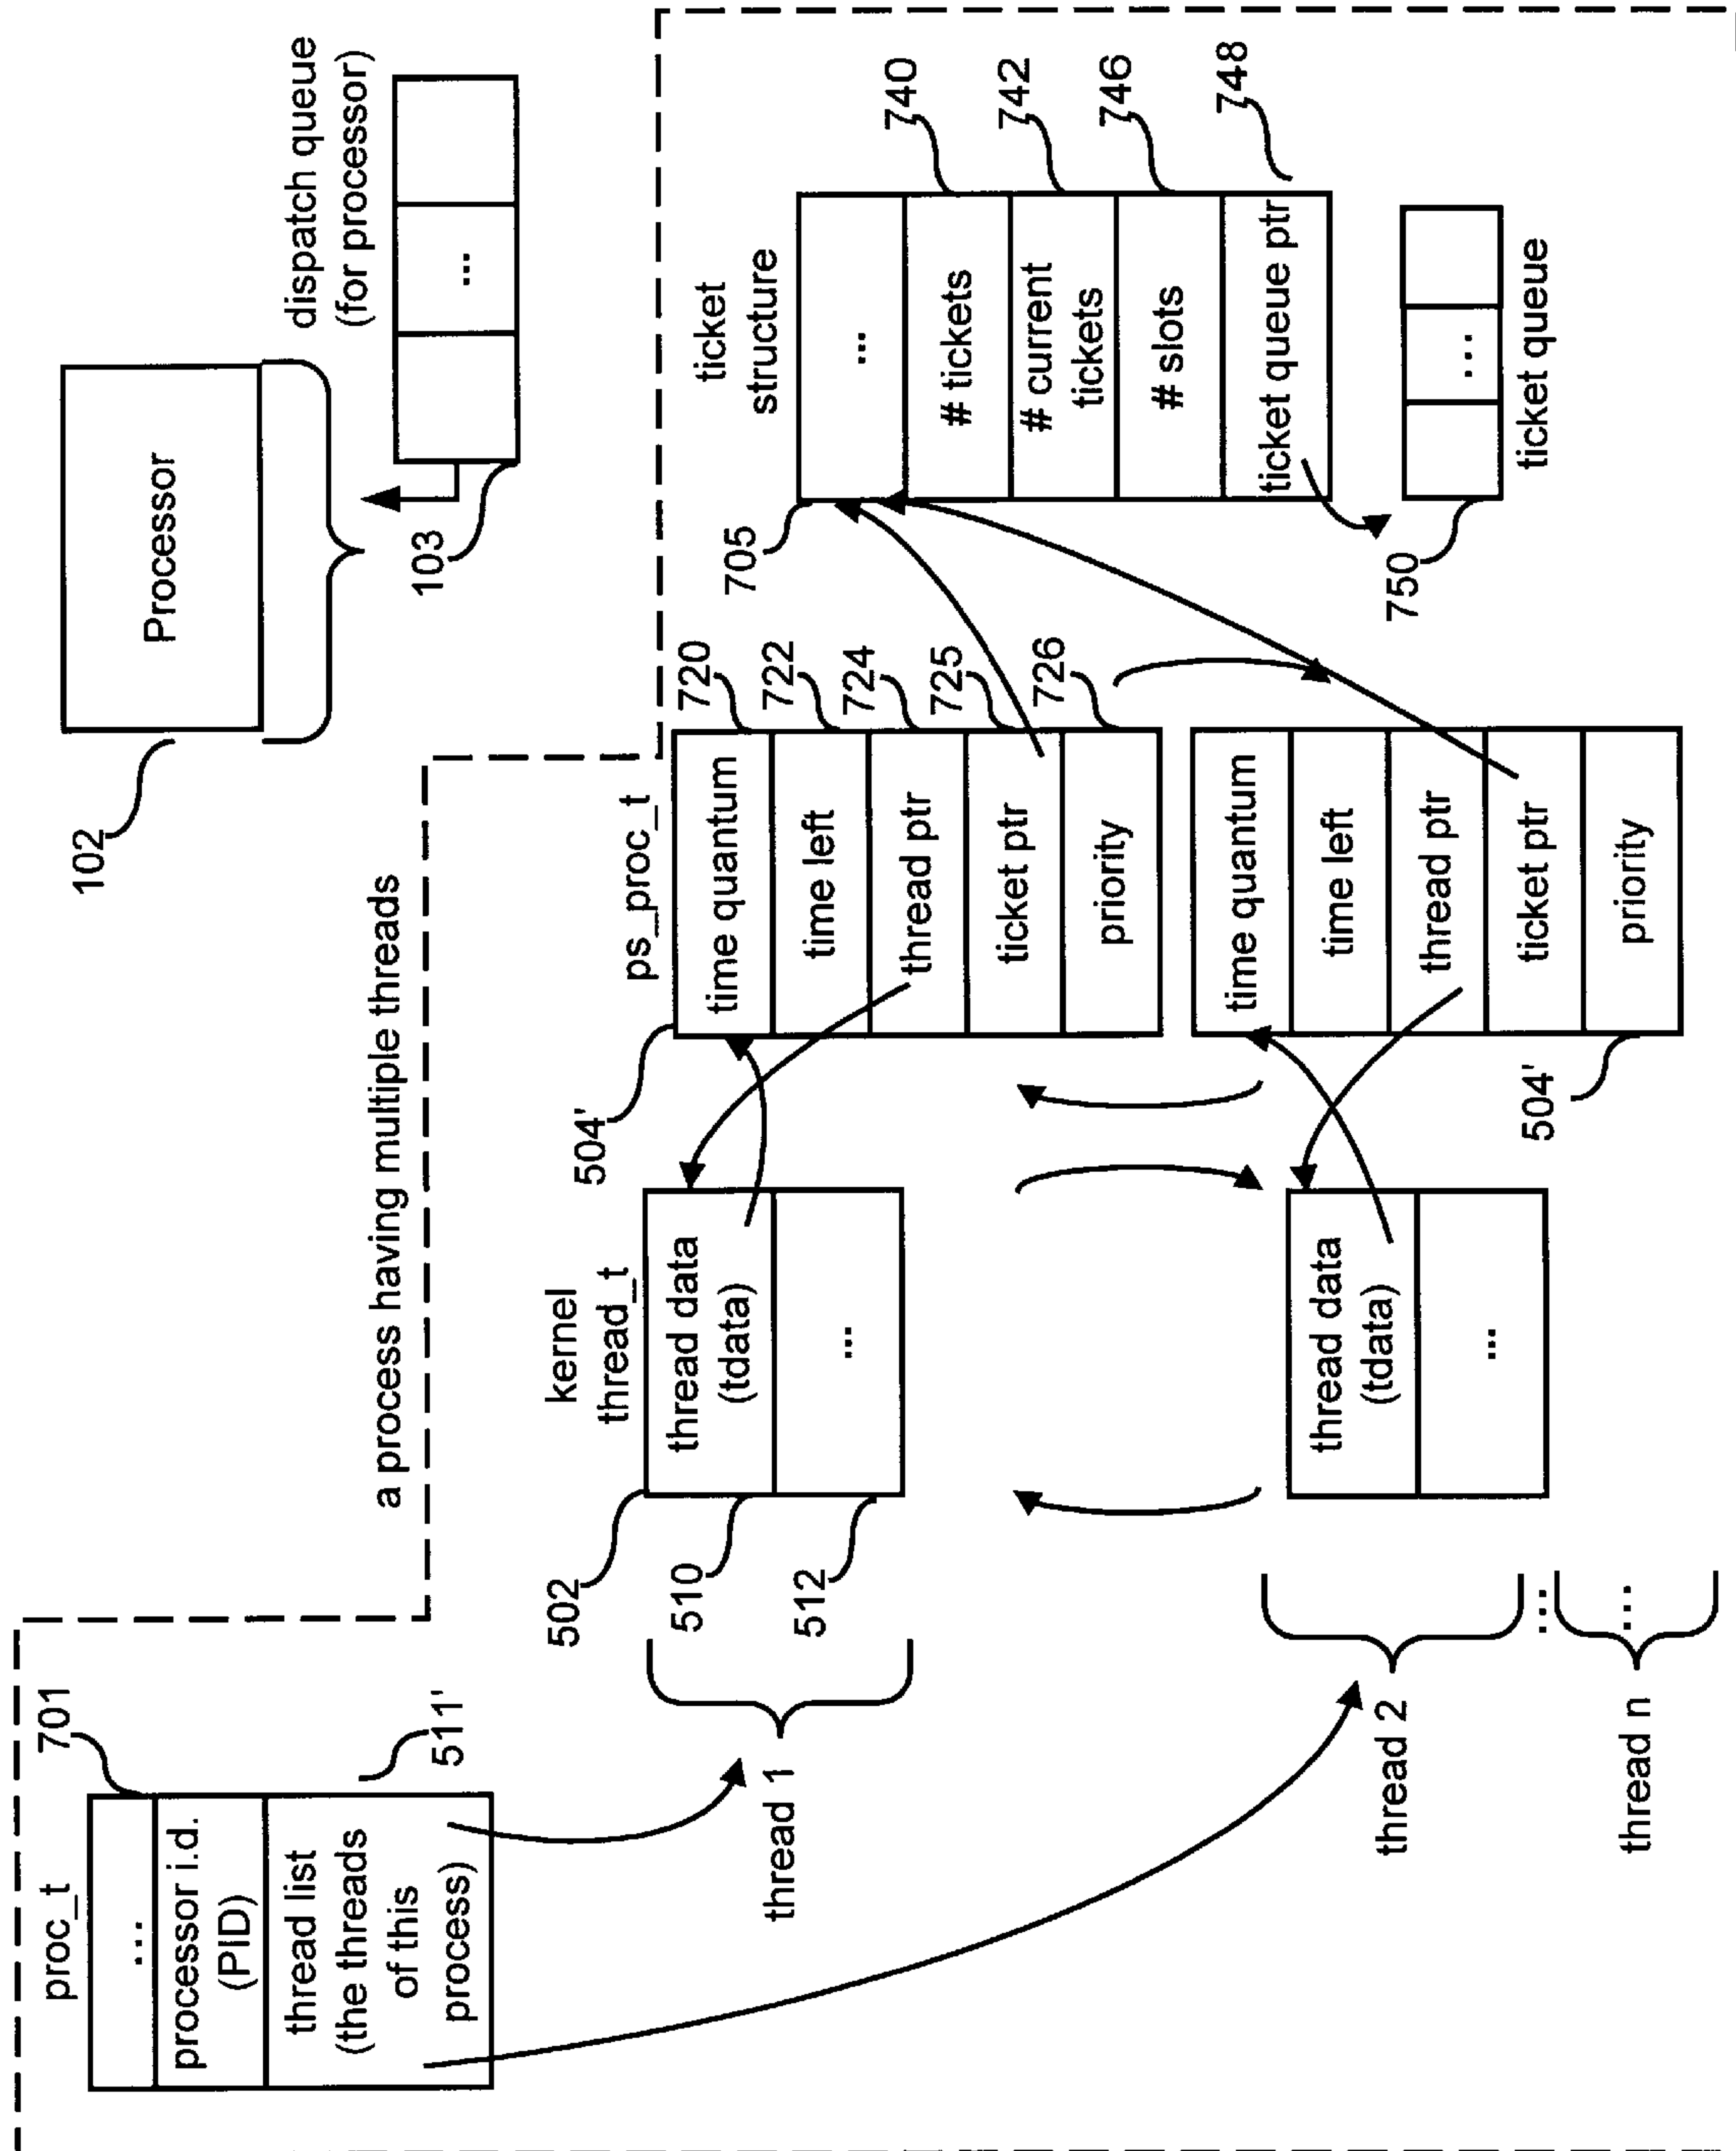 102
Processor
dispatch queue
(for processor)
...
103
a process having multiple threads
proc_t
...
processor i.d.
(PID)
thread list
(the threads
of this
process)
701
511'
kernel
thread_t
502
thread data
(tdata)
510
...
512
thread 1
ps_proc_t
504'
time quantum
720
time left
722
thread ptr
724
ticket ptr
725
priority
726
ticket
structure
705
...
# tickets
740
# current
tickets
742
# slots
746
ticket queue ptr
748
750
...
ticket queue
thread 2
thread data
(tdata)
...
time quantum
time left
thread ptr
ticket ptr
priority
504'
...
...
thread n